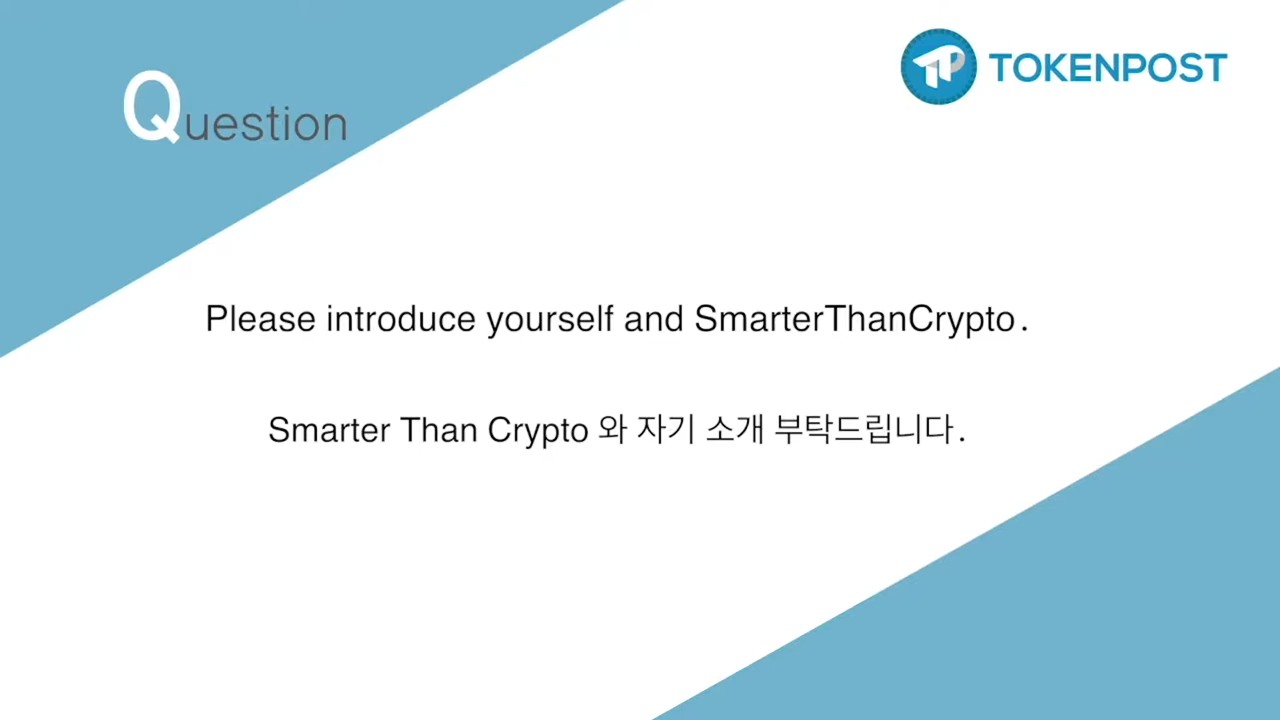 Question
TOKENPOST
Please introduce yourself and SmarterThanCrypto.
Smarter Than Crypto 와 자기 소개 부탁드립니다.